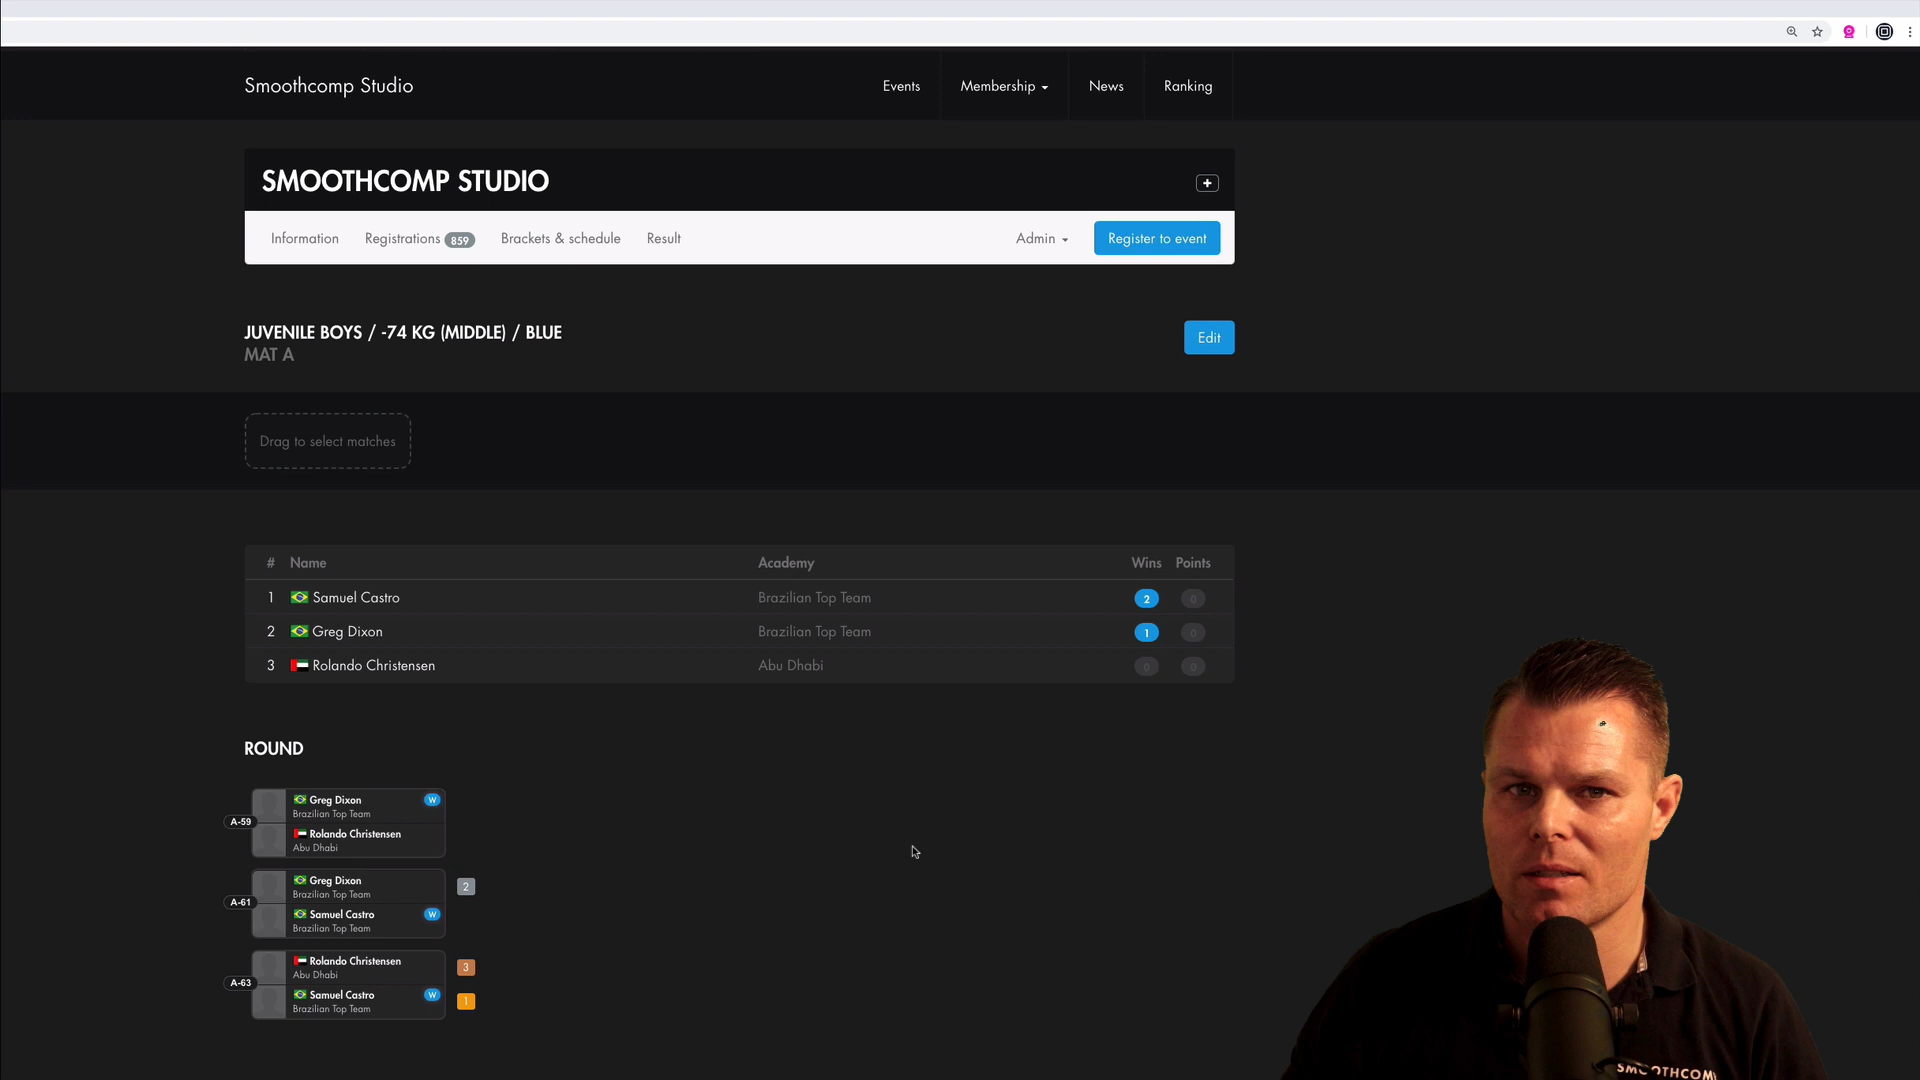 Smoothcomp Studio
Events
Membership
News
Ranking
SMOOTHCOMP STUDIO
Information
Registrations 859
Brackets & schedule
Result
Admin
Register to event
JUVENILE BOYS / -74 KG (MIDDLE) / BLUE
MAT A
Edit
Drag to select matches
# Name Academy Wins Points
1 Samuel Castro Brazilian Top Team 2 0
2 Greg Dixon Brazilian Top Team 1 0
3 Rolando Christensen Abu Dhabi 0 0
ROUND
A-59
Greg Dixon W
Brazilian Top Team
Rolando Christensen
Abu Dhabi
A-61
Greg Dixon 2
Brazilian Top Team
Samuel Castro W
Brazilian Top Team
A-63
Rolando Christensen 3
Abu Dhabi
Samuel Castro W 1
Brazilian Top Team
SMOOTHCOM